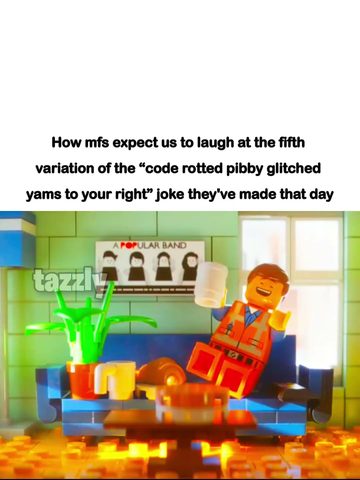 How mfs expect us to laugh at the fifth
variation of the “code rotted pibby glitched
yams to your right” joke they've made that day
A POPULAR BAND
tazzly